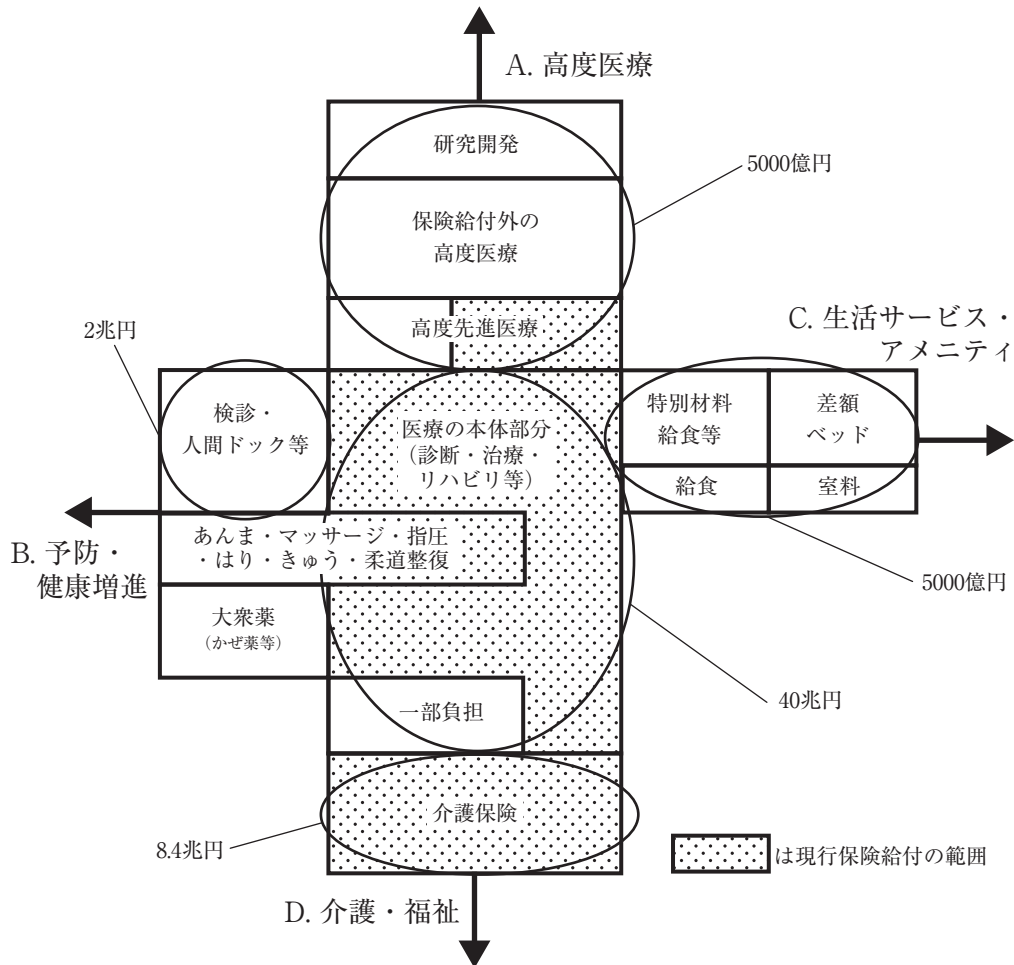 A. 高度医療
研究開発
5000億円
保険給付外の
高度医療
高度先進医療
2兆円
C. 生活サービス・
アメニティ
検診・
人間ドック等
医療の本体部分
（診断・治療・
リハビリ等）
特別材料
給食等
差額
ベッド
給食
室料
B. 予防・
健康増進
あんま・マッサージ・指圧
・はり・きゅう・柔道整復
5000億円
大衆薬
（かぜ薬等）
40兆円
一部負担
介護保険
8.4兆円
は現行保険給付の範囲
D. 介護・福祉